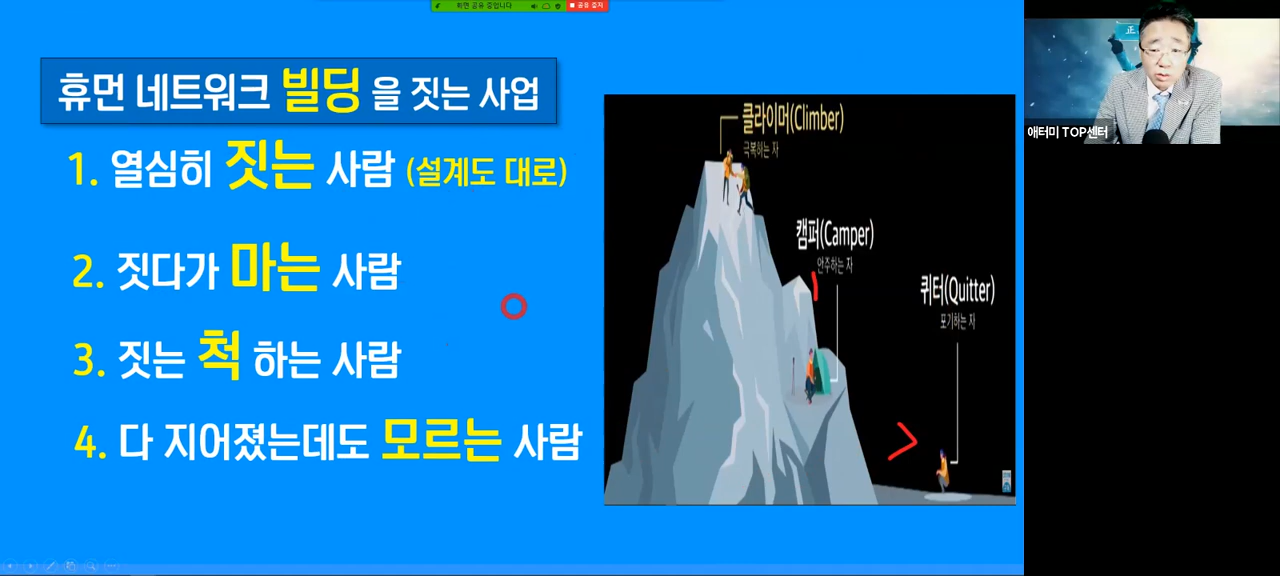 화면 공유 중입니다
공유 중지
휴먼 네트워크 빌딩 을 짓는 사업
1. 열심히 짓는 사람 (설계도 대로)
2. 짓다가 마는 사람
3. 짓는 척 하는 사람
4. 다 지어졌는데도 모르는 사람
클라이머(Climber)
극복하는 자
캠퍼(Camper)
안주하는 자
퀴터(Quitter)
포기하는 자
正
애터미 TOP센터